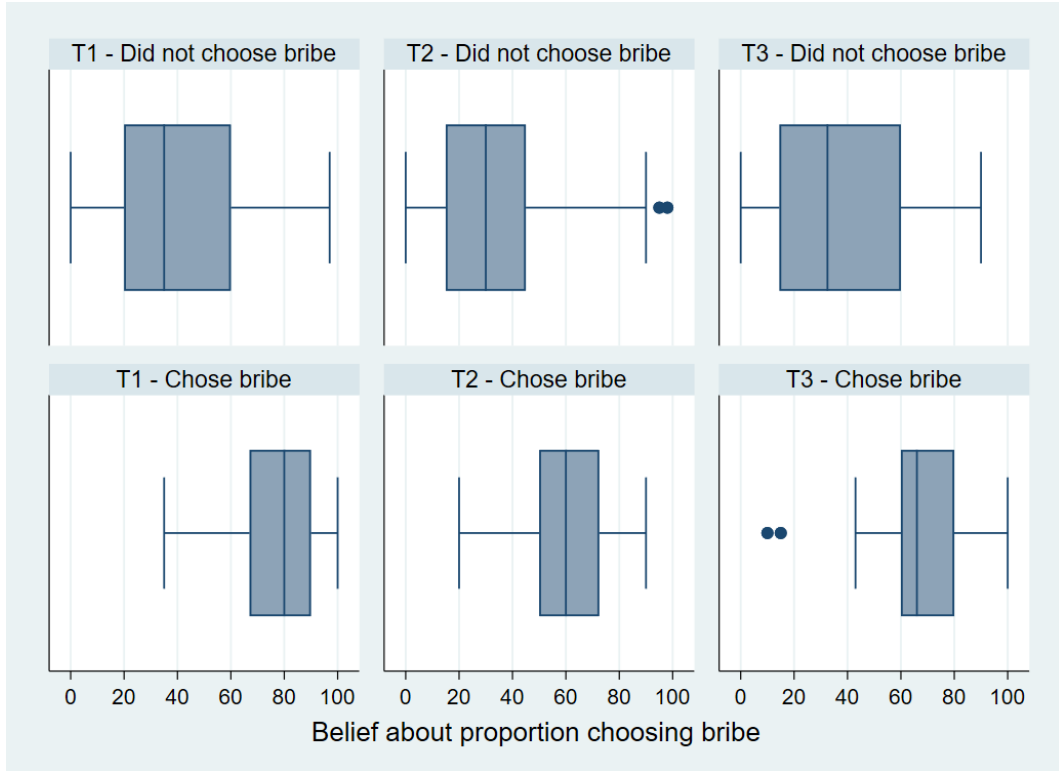 T1 - Did not choose bribe
T2 - Did not choose bribe
T3 - Did not choose bribe
T1 - Chose bribe
T2 - Chose bribe
T3 - Chose bribe
0 20 40 60 80 100
0 20 40 60 80 100
0 20 40 60 80 100
Belief about proportion choosing bribe